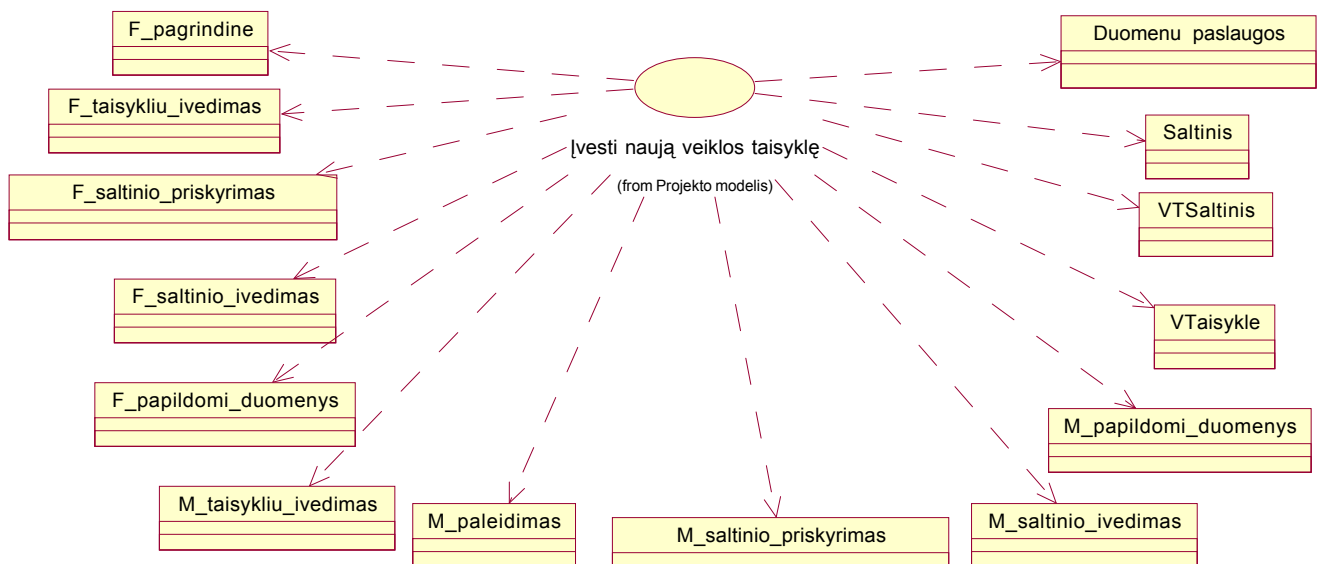 F_pagrindine
Duomenu paslaugos
F_taisykliu_ivedimas
Saltinis
Įvesti naują veiklos taisyklę
(from Projekto modelis)
F_saltinio_priskyrimas
VTSaltinis
F_saltinio_ivedimas
VTaisykle
F_papildomi_duomenys
M_papildomi_duomenys
M_taisykliu_ivedimas
M_paleidimas
M_saltinio_priskyrimas
M_saltinio_ivedimas